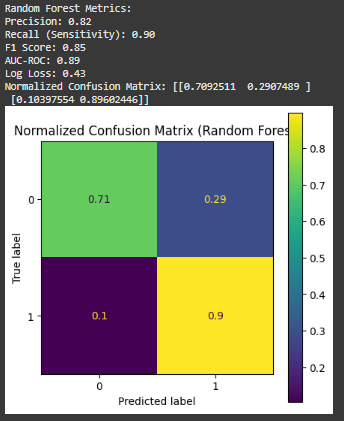 Random Forest Metrics:
Precision: 0.82
Recall (Sensitivity): 0.90
F1 Score: 0.85
AUC-ROC: 0.89
Log Loss: 0.43
Normalized Confusion Matrix: [[0.7092511  0.2907489 ]
 [0.10397554 0.89602446]]
Normalized Confusion Matrix (Random Fores
0.8
0.7
0.6
0.5
0.4
0.3
0.2
True label
0
0.71
0.29
1
0.1
0.9
0
1
Predicted label